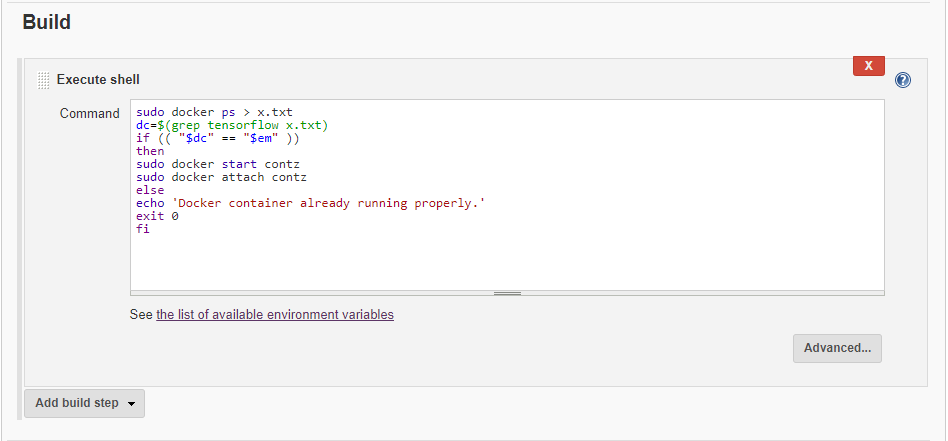 Build
X
Execute shell
?
Command
sudo docker ps > x.txt
dc=$(grep tensorflow x.txt)
if (( "$dc" == "$em" ))
then
sudo docker start contz
sudo docker attach contz
else
echo 'Docker container already running properly.'
exit 0
fi
See the list of available environment variables
Advanced...
Add build step